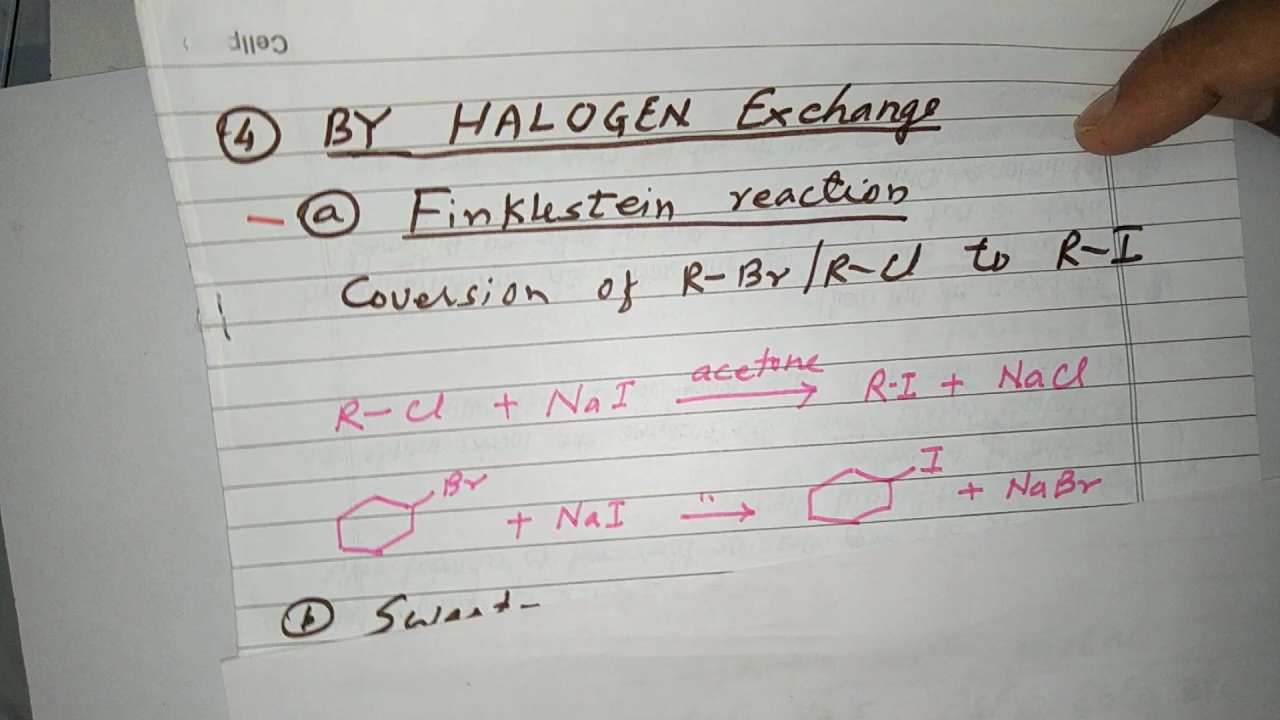 ④ BY HALOGEN Exchange
- ⓐ Finklestein reaction
Coversion of R-Br/R-Cl to R-I
R-Cl + NaI acetone → R-I + NaCl
Br + NaI " → I + NaBr
ⓑ